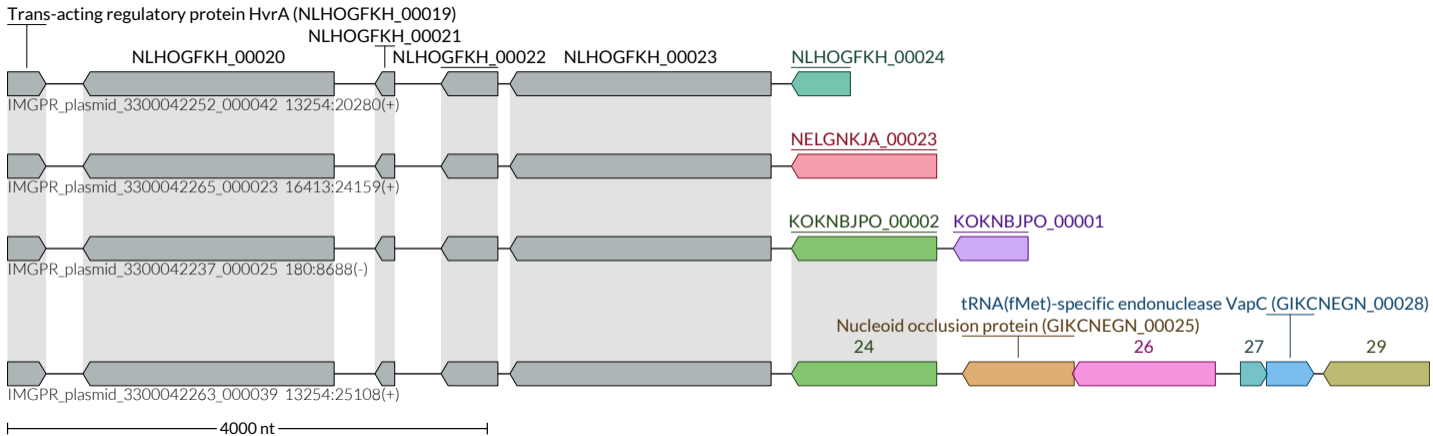 Trans-acting regulatory protein HvrA (NLHOGFKH_00019)
NLHOGFKH_00021
NLHOGFKH_00020 NLHOGFKH_00022 NLHOGFKH_00023 NLHOGFKH_00024
IMGPR_plasmid_3300042252_000042 13254:20280(+)
NELGNKJA_00023
IMGPR_plasmid_3300042265_000023 16413:24159(+)
KOKNBJPO_00002 KOKNBJPO_00001
IMGPR_plasmid_3300042237_000025 180:8688(-)
tRNA(fMet)-specific endonuclease VapC (GIKCNEGN_00028)
Nucleoid occlusion protein (GIKCNEGN_00025)
24 26 27 29
IMGPR_plasmid_3300042263_000039 13254:25108(+)
4000 nt